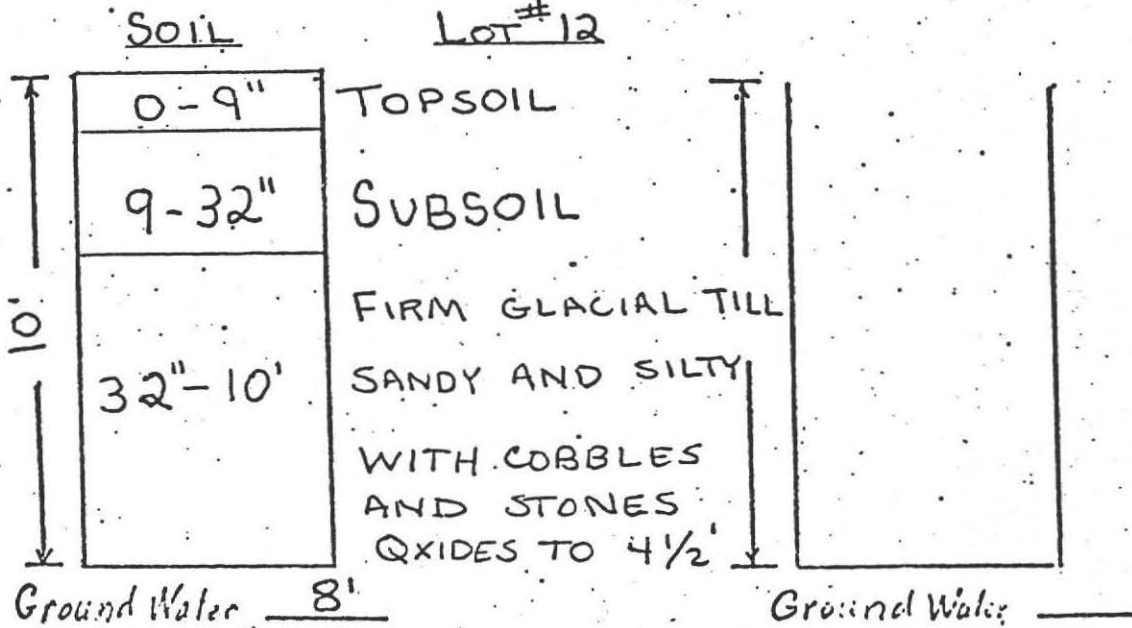 SOIL LOT #12
0-9" TOPSOIL
9-32" SUBSOIL
10'
32"-10' FIRM GLACIAL TILL
SANDY AND SILTY
WITH COBBLES
AND STONES
OXIDES TO 4 1/2'
Ground Water 8'
Ground Water